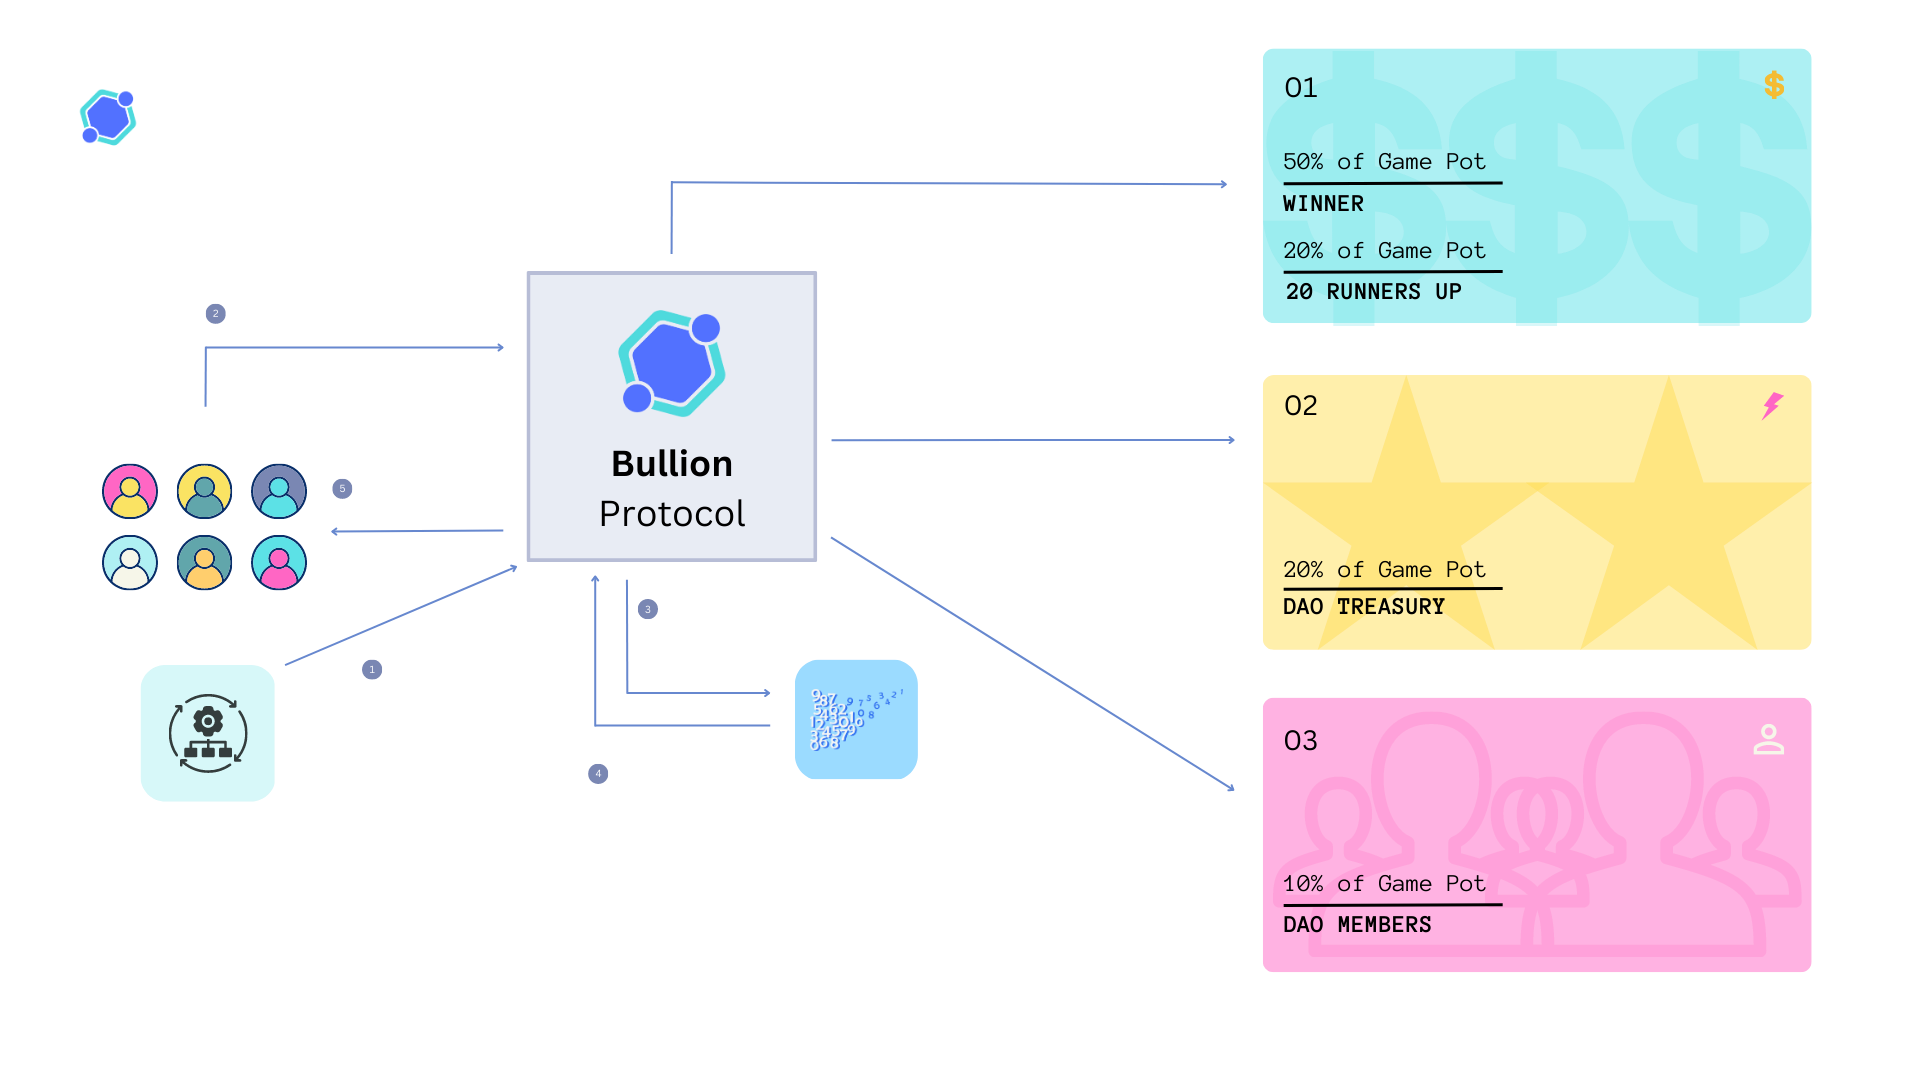 01
50% of Game Pot
WINNER
20% of Game Pot
20 RUNNERS UP
2
Bullion
Protocol
02
20% of Game Pot
DAO TREASURY
5
3
1
4
03
10% of Game Pot
DAO MEMBERS